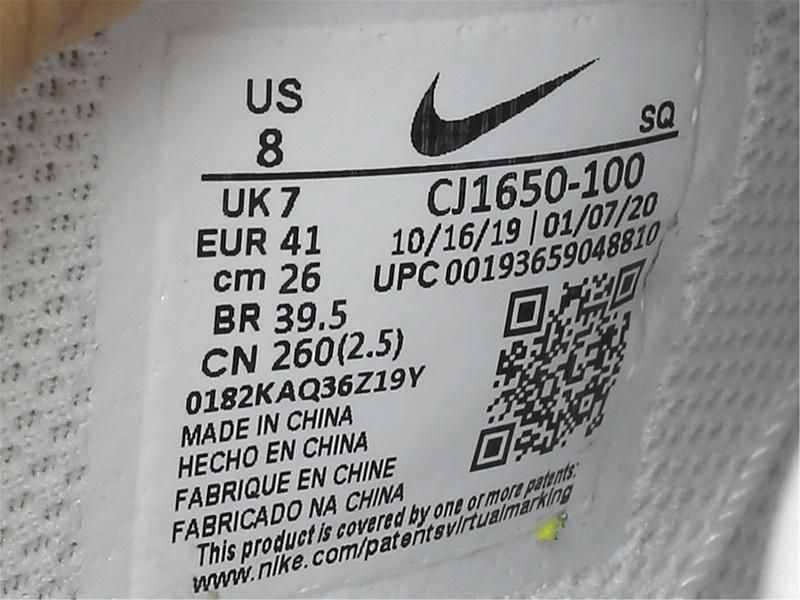 US
8
SQ
UK 7
EUR 41
cm 26
BR 39.5
CN 260(2.5)
CJ1650-100
10/16/19 | 01/07/20
UPC 00193659048810
0182KAQ36Z19Y
MADE IN CHINA
HECHO EN CHINA
FABRIQUE EN CHINE
FABRICADO NA CHINA
This product is covered by one or more patents:
www.nike.com/patentsvirtualmarking